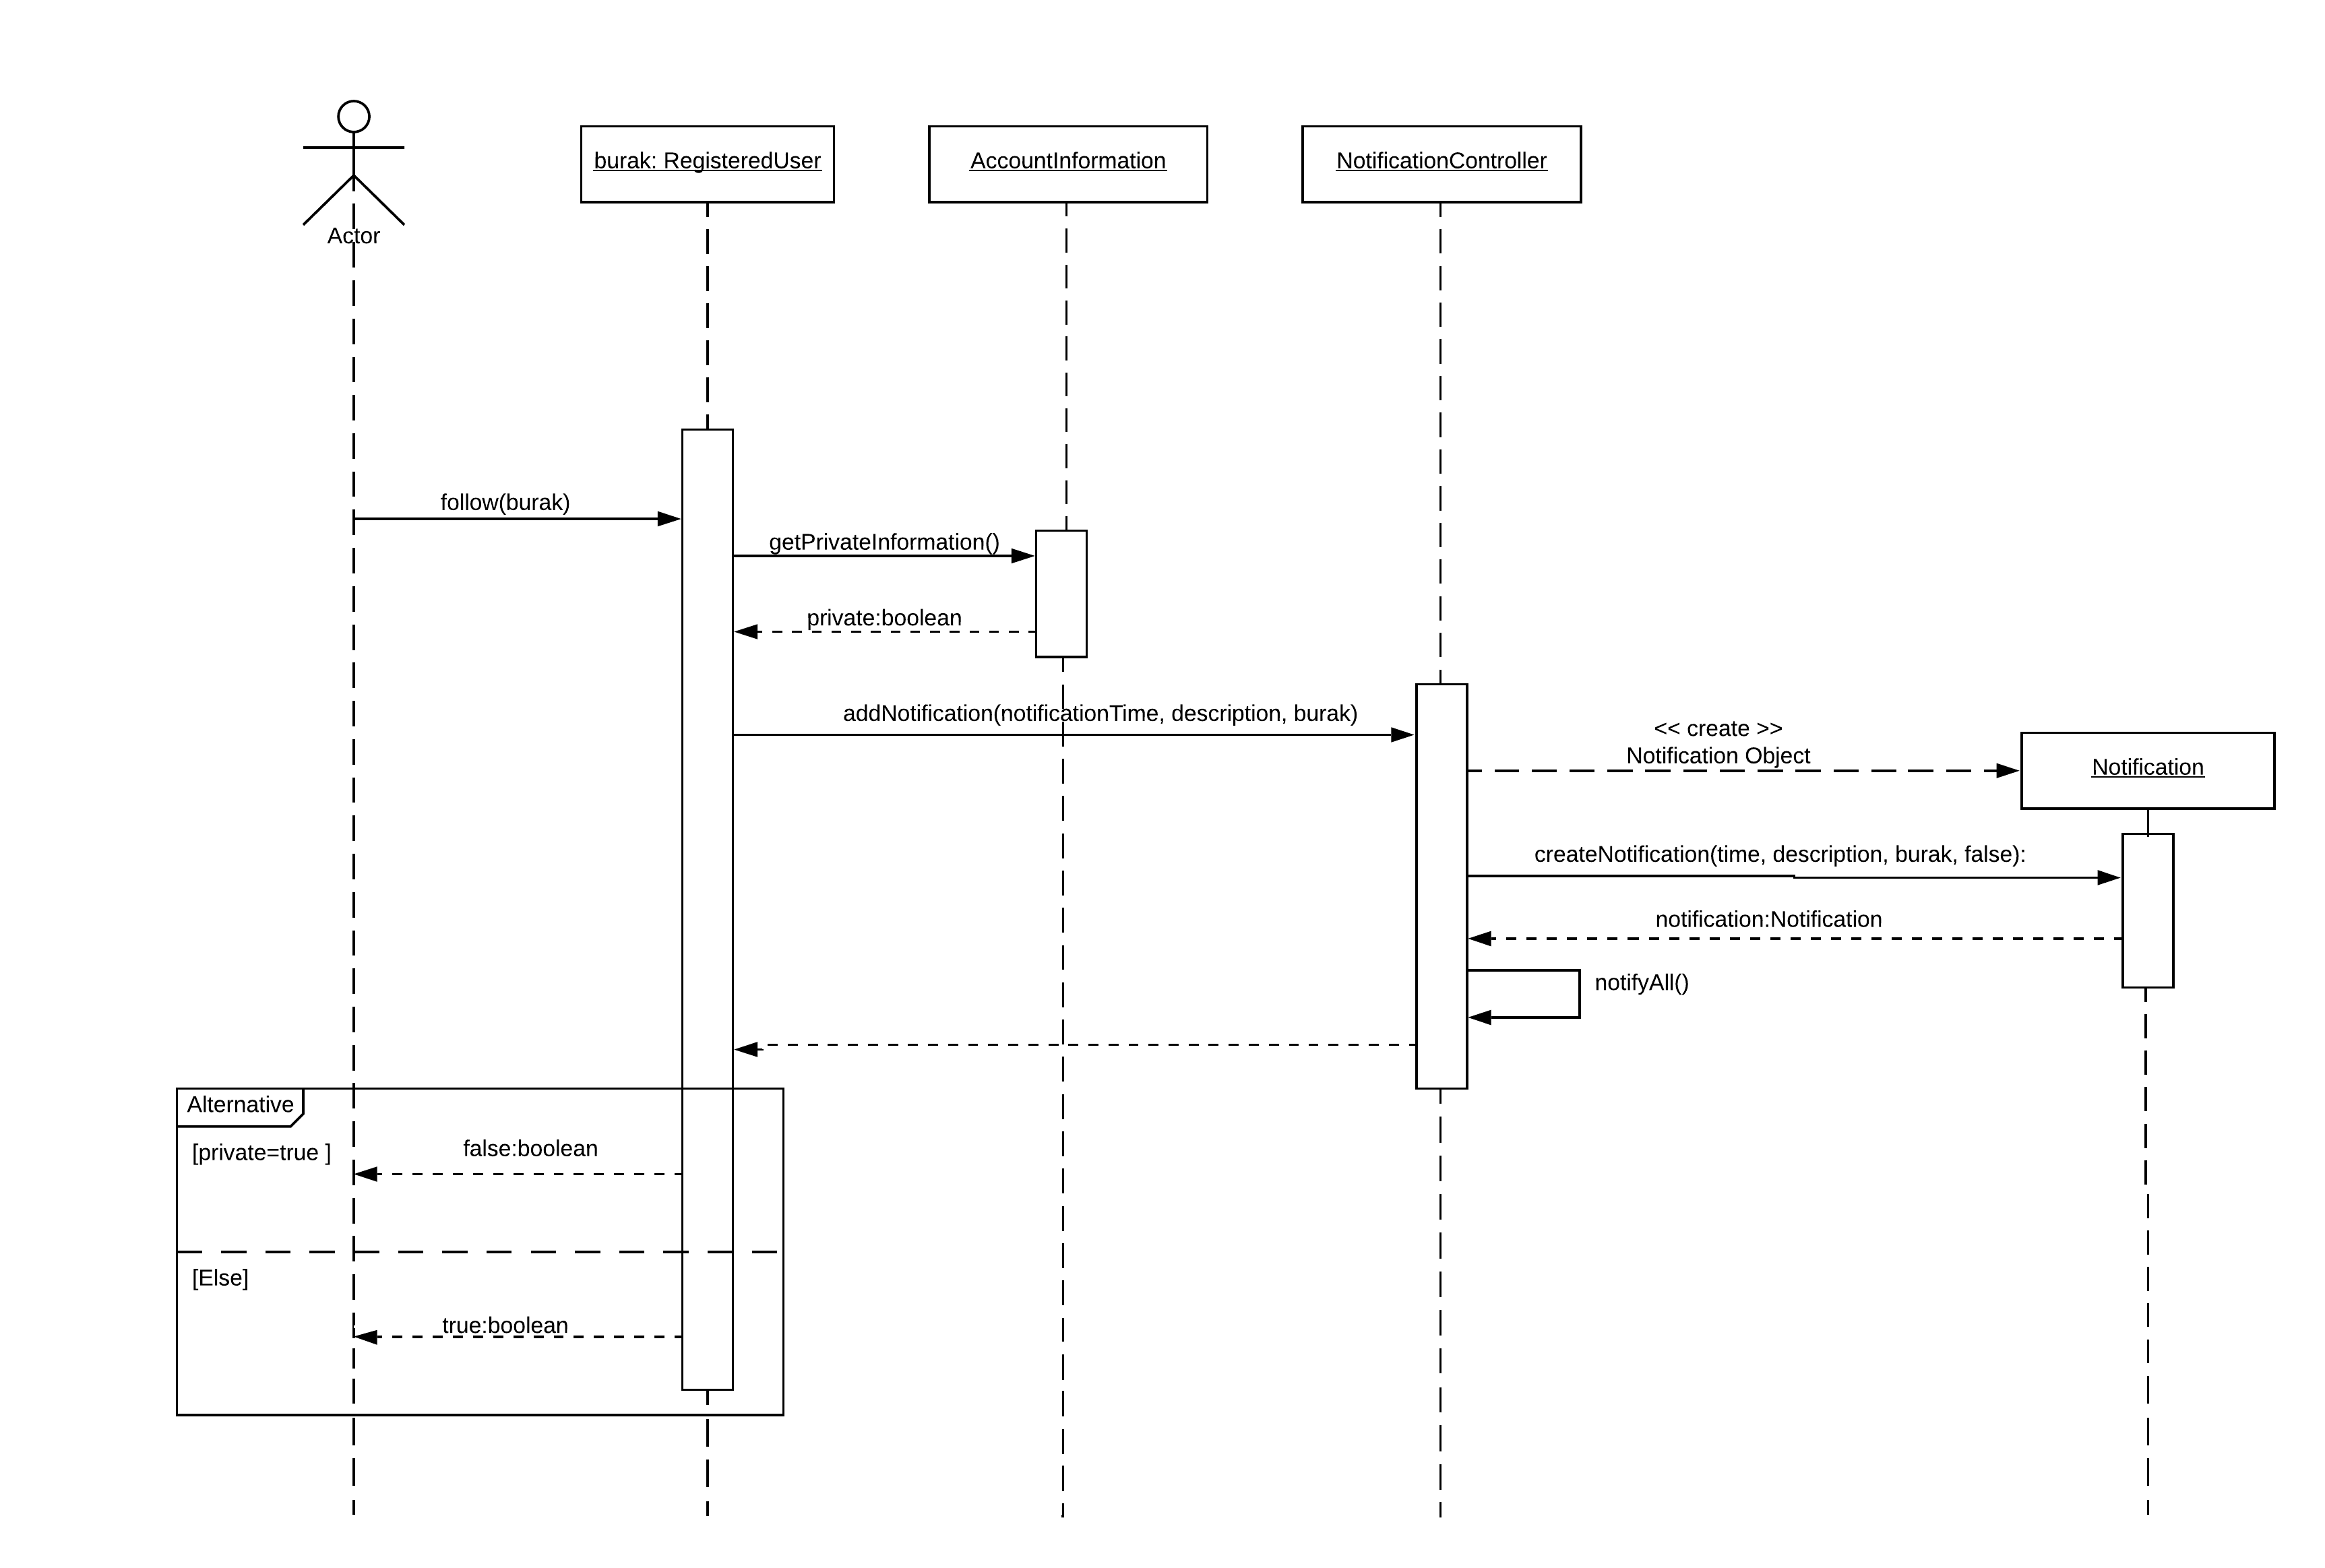 Actor
burak: RegisteredUser
AccountInformation
NotificationController
follow(burak)
getPrivateInformation()
private:boolean
addNotification(notificationTime, description, burak)
<< create >>
Notification Object
Notification
createNotification(time, description, burak, false):
notification:Notification
notifyAll()
Alternative
[private=true ]
false:boolean
[Else]
true:boolean